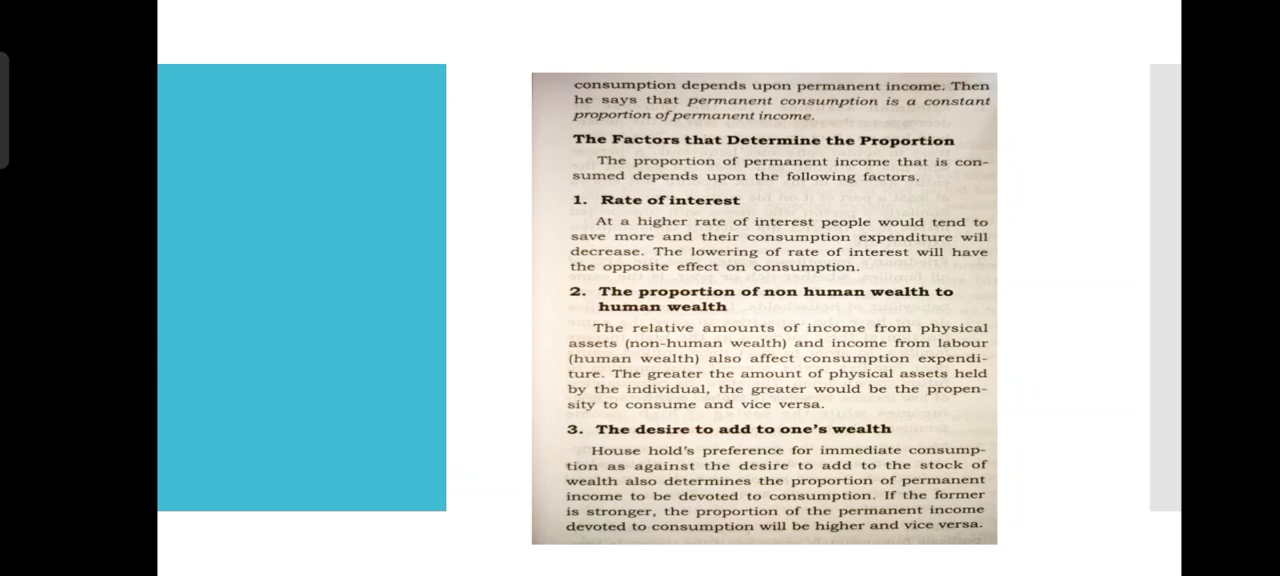 consumption depends upon permanent income. Then
he says that permanent consumption is a constant
proportion of permanent income.
The Factors that Determine the Proportion
The proportion of permanent income that is con-
sumed depends upon the following factors.
1. Rate of interest
At a higher rate of interest people would tend to
save more and their consumption expenditure will
decrease. The lowering of rate of interest will have
the opposite effect on consumption.
2. The proportion of non human wealth to
human wealth
The relative amounts of income from physical
assets (non-human wealth) and income from labour
(human wealth) also affect consumption expendi-
ture. The greater the amount of physical assets held
by the individual, the greater would be the propen-
sity to consume and vice versa.
3. The desire to add to one's wealth
House hold's preference for immediate consump-
tion as against the desire to add to the stock of
wealth also determines the proportion of permanent
income to be devoted to consumption. If the former
is stronger, the proportion of the permanent income
devoted to consumption will be higher and vice versa.